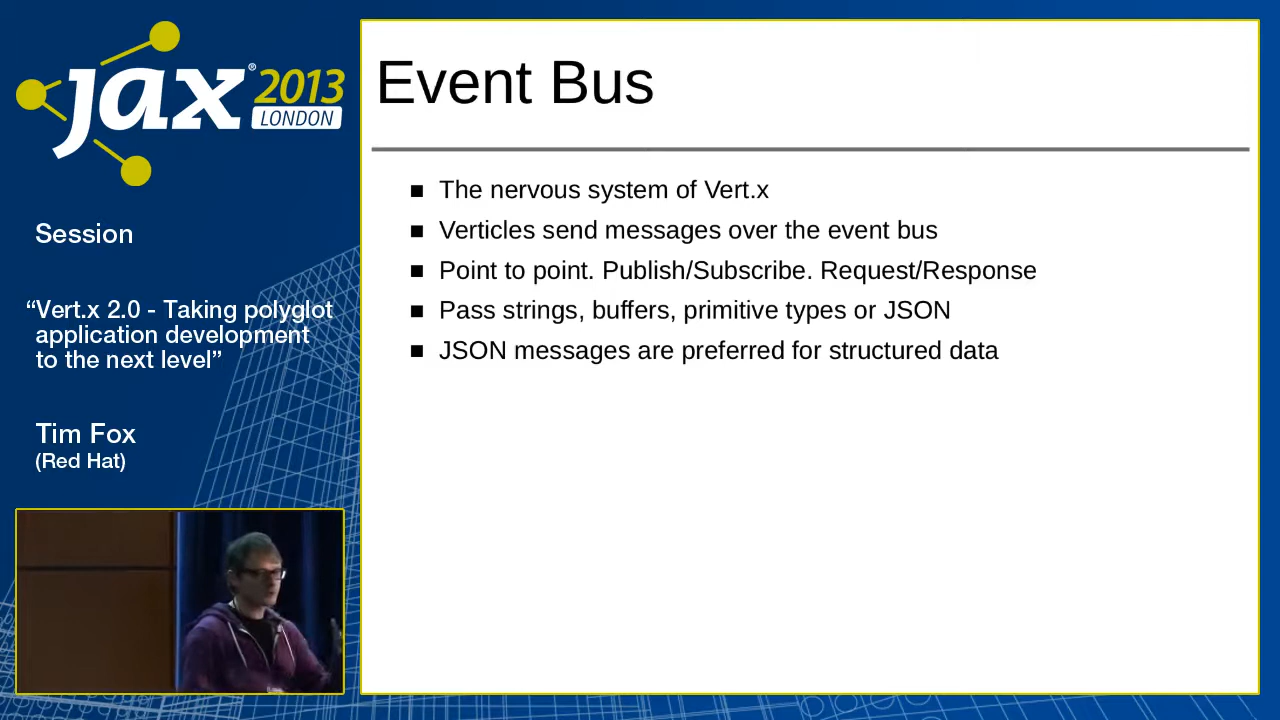 jax® 2013
LONDON
Session
“Vert.x 2.0 - Taking polyglot
application development
to the next level”
Tim Fox
(Red Hat)
Event Bus
■ The nervous system of Vert.x
■ Verticles send messages over the event bus
■ Point to point. Publish/Subscribe. Request/Response
■ Pass strings, buffers, primitive types or JSON
■ JSON messages are preferred for structured data